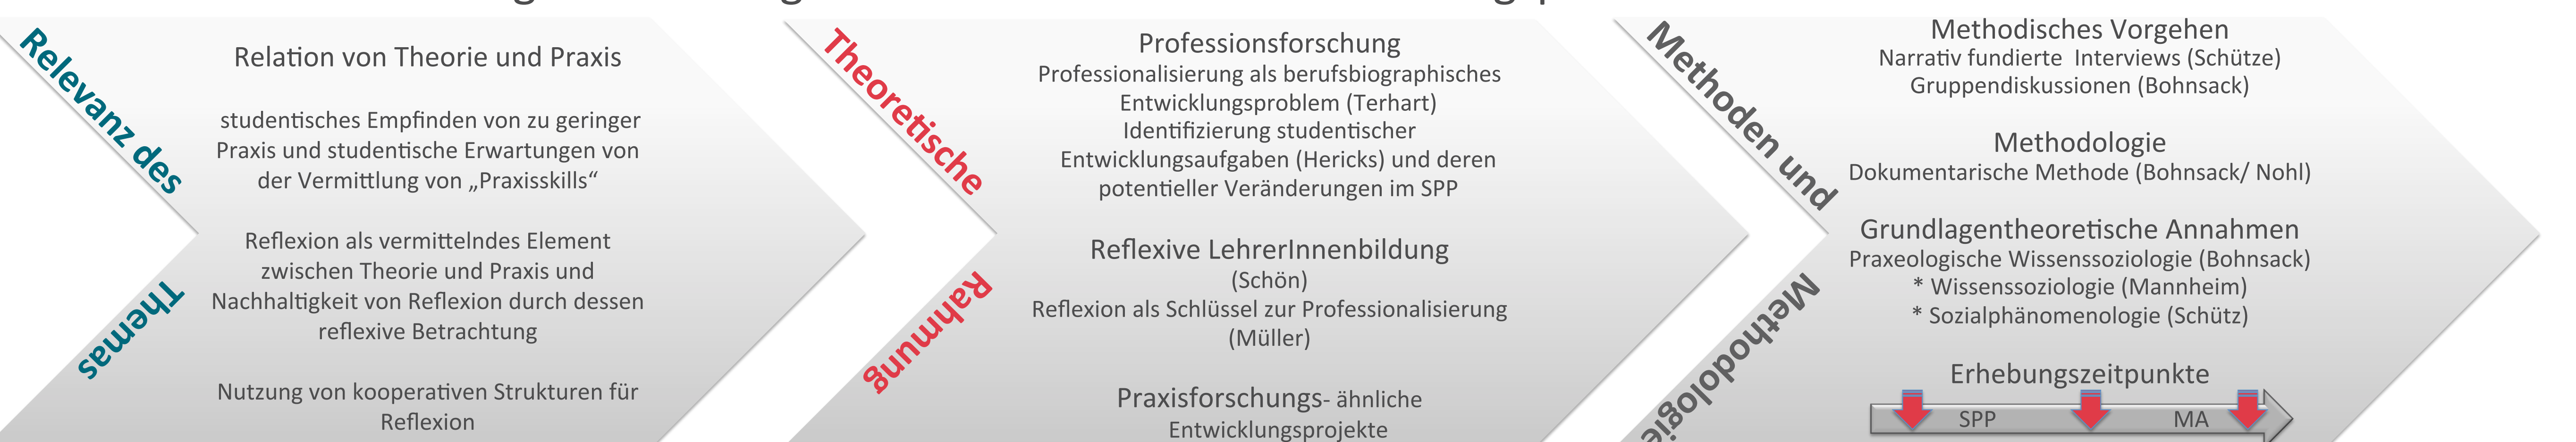 Relevanz des
Themas
Relation von Theorie und Praxis
studentisches Empfinden von zu geringer
Praxis und studentische Erwartungen von
der Vermittlung von „Praxisskills“
Reflexion als vermittelndes Element
zwischen Theorie und Praxis und
Nachhaltigkeit von Reflexion durch dessen
reflexive Betrachtung
Nutzung von kooperativen Strukturen für
Reflexion
Theoretische
Rahmung
Professionsforschung
Professionalisierung als berufsbiographisches
Entwicklungsproblem (Terhart)
Identifizierung studentischer
Entwicklungsaufgaben (Hericks) und deren
potentieller Veränderungen im SPP
Reflexive LehrerInnenbildung
(Schön)
Reflexion als Schlüssel zur Professionalisierung
(Müller)
Praxisforschungs- ähnliche
Entwicklungsprojekte
Methoden und
Methodologie
Methodisches Vorgehen
Narrativ fundierte Interviews (Schütze)
Gruppendiskussionen (Bohnsack)
Methodologie
Dokumentarische Methode (Bohnsack/ Nohl)
Grundlagentheoretische Annahmen
Praxeologische Wissenssoziologie (Bohnsack)
* Wissenssoziologie (Mannheim)
* Sozialphänomenologie (Schütz)
Erhebungszeitpunkte
SPP MA